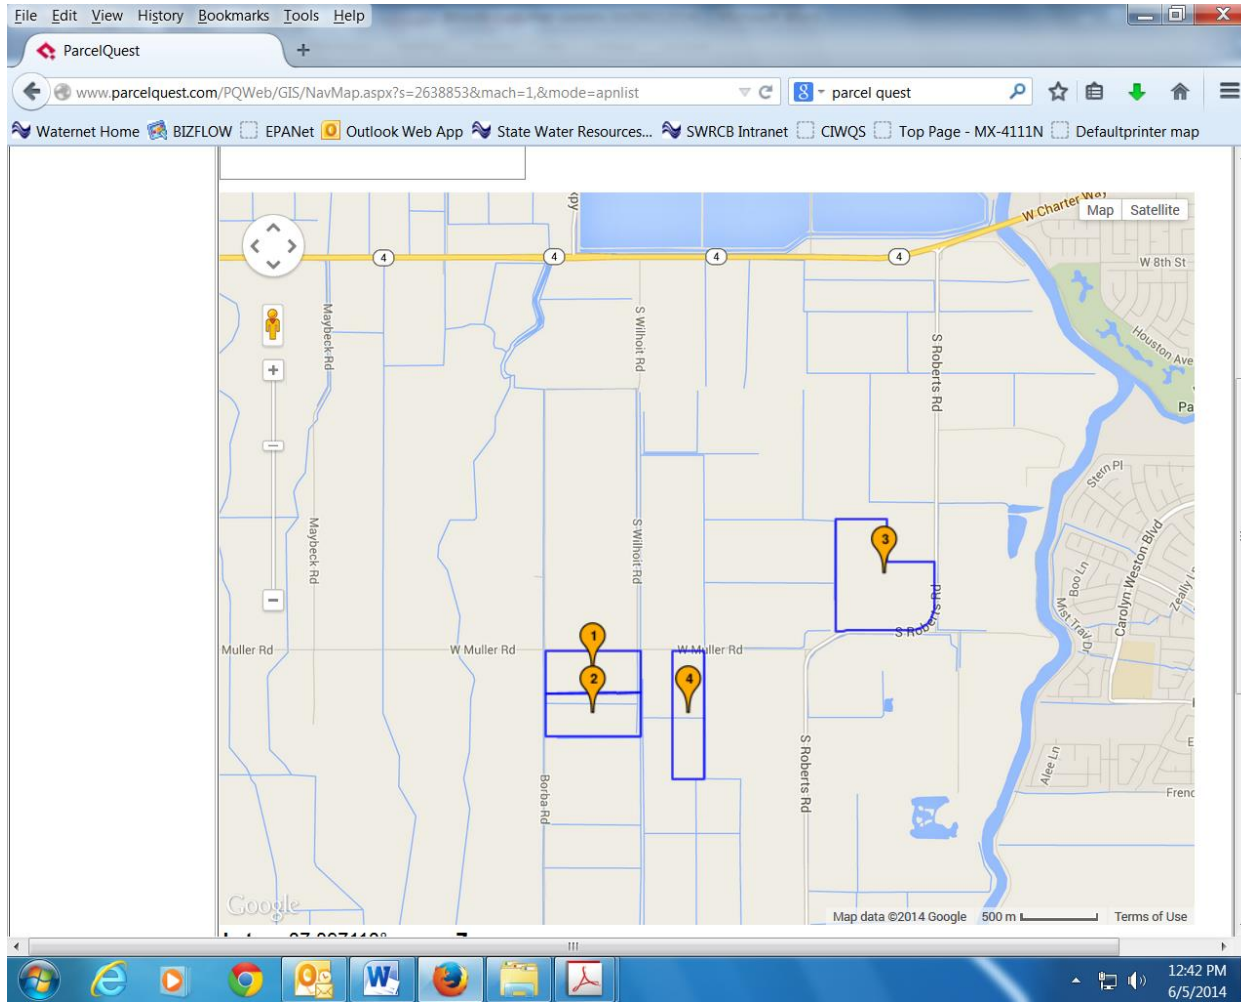 File Edit View History Bookmarks Tools Help
ParcelQuest
www.parcelquest.com/PQWeb/GIS/NavMap.aspx?s=2638853&mach=1,&mode=apnlist
parcel quest
Waternet Home BIZFLOW EPANet Outlook Web App State Water Resources... SWRCB Intranet CIWQS Top Page - MX-4111N Defaultprinter map
W Charter Way
Map Satellite
4 4 4 4
W 8th St
Maybeck Rd
S Wilhoit Rd
S Roberts Rd
Houston Ave
Pa
Stern Pl
Maybeck Rd
S Wilhoit Rd
3
Boo Ln
Carolyn Weston Blvd
Zeally L
Mist Trav Dr
S Roberts Rd
Muller Rd
W Muller Rd
1
W Muller Rd
2
4
S Roberts Rd
Alee Ln
E
Borba Rd
Frenc
Google
Map data ©2014 Google 500 m Terms of Use
12:42 PM
6/5/2014